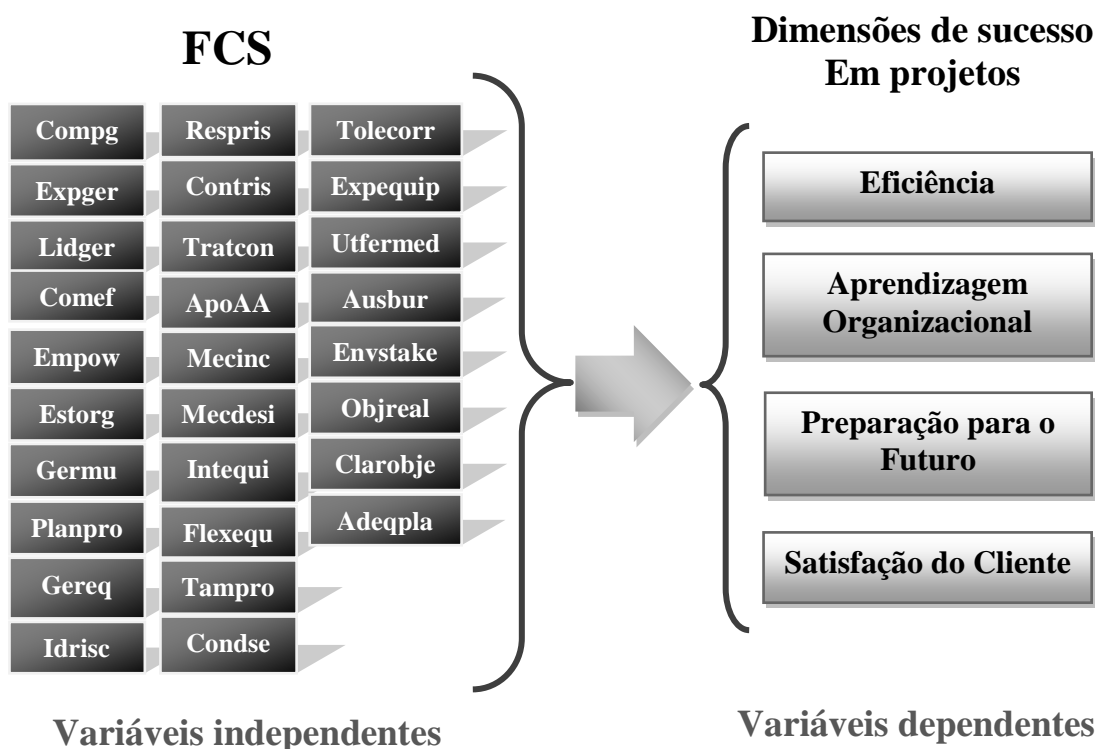 FCS
Compg
Expger
Lidger
Comef
Empow
Estorg
Germu
Planpro
Gereq
Idrisc
Respris
Contris
Tratcon
ApoAA
Mecinc
Mecdesi
Intequi
Flexequ
Tampro
Condse
Tolecorr
Expequip
Utfermed
Ausbur
Envstake
Objreal
Clarobje
Adeqpla
Variáveis independentes
Dimensões de sucesso
Em projetos
Eficiência
Aprendizagem
Organizacional
Preparação para o
Futuro
Satisfação do Cliente
Variáveis dependentes